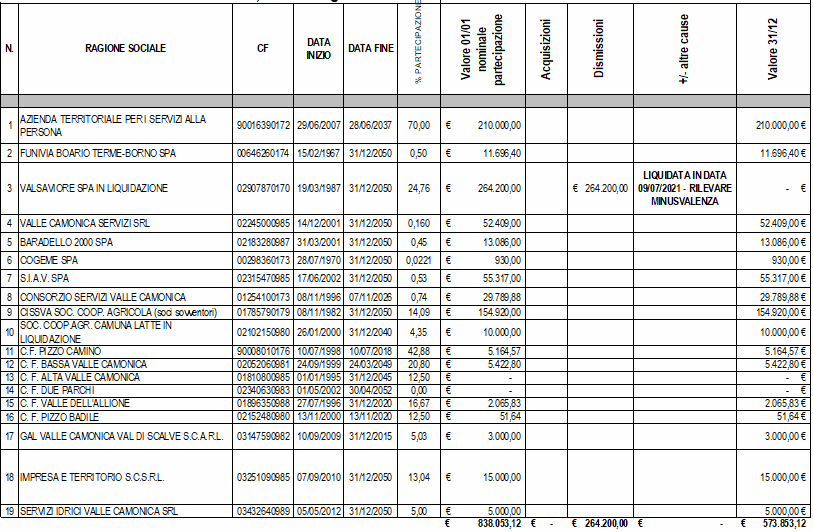 N. RAGIONE SOCIALE CF DATA INIZIO DATA FINE % PARTECIPAZIONE Valore 01/01 nominale partecipazione Acquisizioni Dismissioni +/- altre cause Valore 31/12
1 AZIENDA TERRITORIALE PER I SERVIZI ALLA PERSONA 90016390172 29/06/2007 28/06/2037 70,00 € 210.000,00 210.000,00 €
2 FUNIVIA BOARIO TERME-BORNO SPA 00646260174 15/02/1967 31/12/2050 0,50 € 11.696,40 11.696,40 €
3 VALSAVIORE SPA IN LIQUIDAZIONE 02907870170 19/03/1987 31/12/2050 24,76 € 264.200,00 € 264.200,00 LIQUIDATA IN DATA 09/07/2021 - RILEVARE MINUSVALENZA - €
4 VALLE CAMONICA SERVIZI SRL 02245000985 14/12/2001 31/12/2050 0,160 € 52.409,00 52.409,00 €
5 BARADELLO 2000 SPA 02183280987 31/03/2001 31/12/2050 0,45 € 13.086,00 13.086,00 €
6 COGEME SPA 00298360173 28/07/1970 31/12/2050 0,0221 € 930,00 930,00 €
7 S.I.A.V. SPA 02315470985 17/06/2002 31/12/2050 0,53 € 55.317,00 55.317,00 €
8 CONSORZIO SERVIZI VALLE CAMONICA 01254100173 08/11/1996 07/11/2026 0,74 € 29.789,88 29.789,88 €
9 CISSVA SOC. COOP. AGRICOLA (soci sovventori) 01785790179 08/11/1982 31/12/2050 14,09 € 154.920,00 154.920,00 €
10 SOC. COOP.AGR. CAMUNA LATTE IN LIQUIDAZIONE 02102150980 26/01/2000 31/12/2040 4,35 € 10.000,00 10.000,00 €
11 C.F. PIZZO CAMINO 90008010176 10/07/1998 10/07/2018 42,88 € 5.164,57 5.164,57 €
12 C. F. BASSA VALLE CAMONICA 02052060981 24/09/1999 24/03/2049 20,80 € 5.422,80 5.422,80 €
13 C. F. ALTA VALLE CAMONICA 01810800985 01/01/1995 31/12/2045 12,50 € - - €
14 C. F. DUE PARCHI 02340630983 01/05/2002 30/04/2052 0,00 € - - €
15 C. F. VALLE DELL'ALLIONE 01896350988 27/07/1996 31/12/2020 16,67 € 2.065,83 2.065,83 €
16 C. F. PIZZO BADILE 02152480980 13/11/2000 13/11/2020 12,50 € 51,64 51,64 €
17 GAL VALLE CAMONICA VAL DI SCALVE S.C.A.R.L. 03147590982 10/09/2009 31/12/2015 5,03 € 3.000,00 3.000,00 €
18 IMPRESA E TERRITORIO S.C.S.R.L. 03251090985 07/09/2010 31/12/2050 13,04 € 15.000,00 15.000,00 €
19 SERVIZI IDRICI VALLE CAMONICA SRL 03432640989 05/05/2012 31/12/2050 5,00 € 5.000,00 5.000,00 €
€ 838.053,12 € - € 264.200,00 € - € 573.853,12